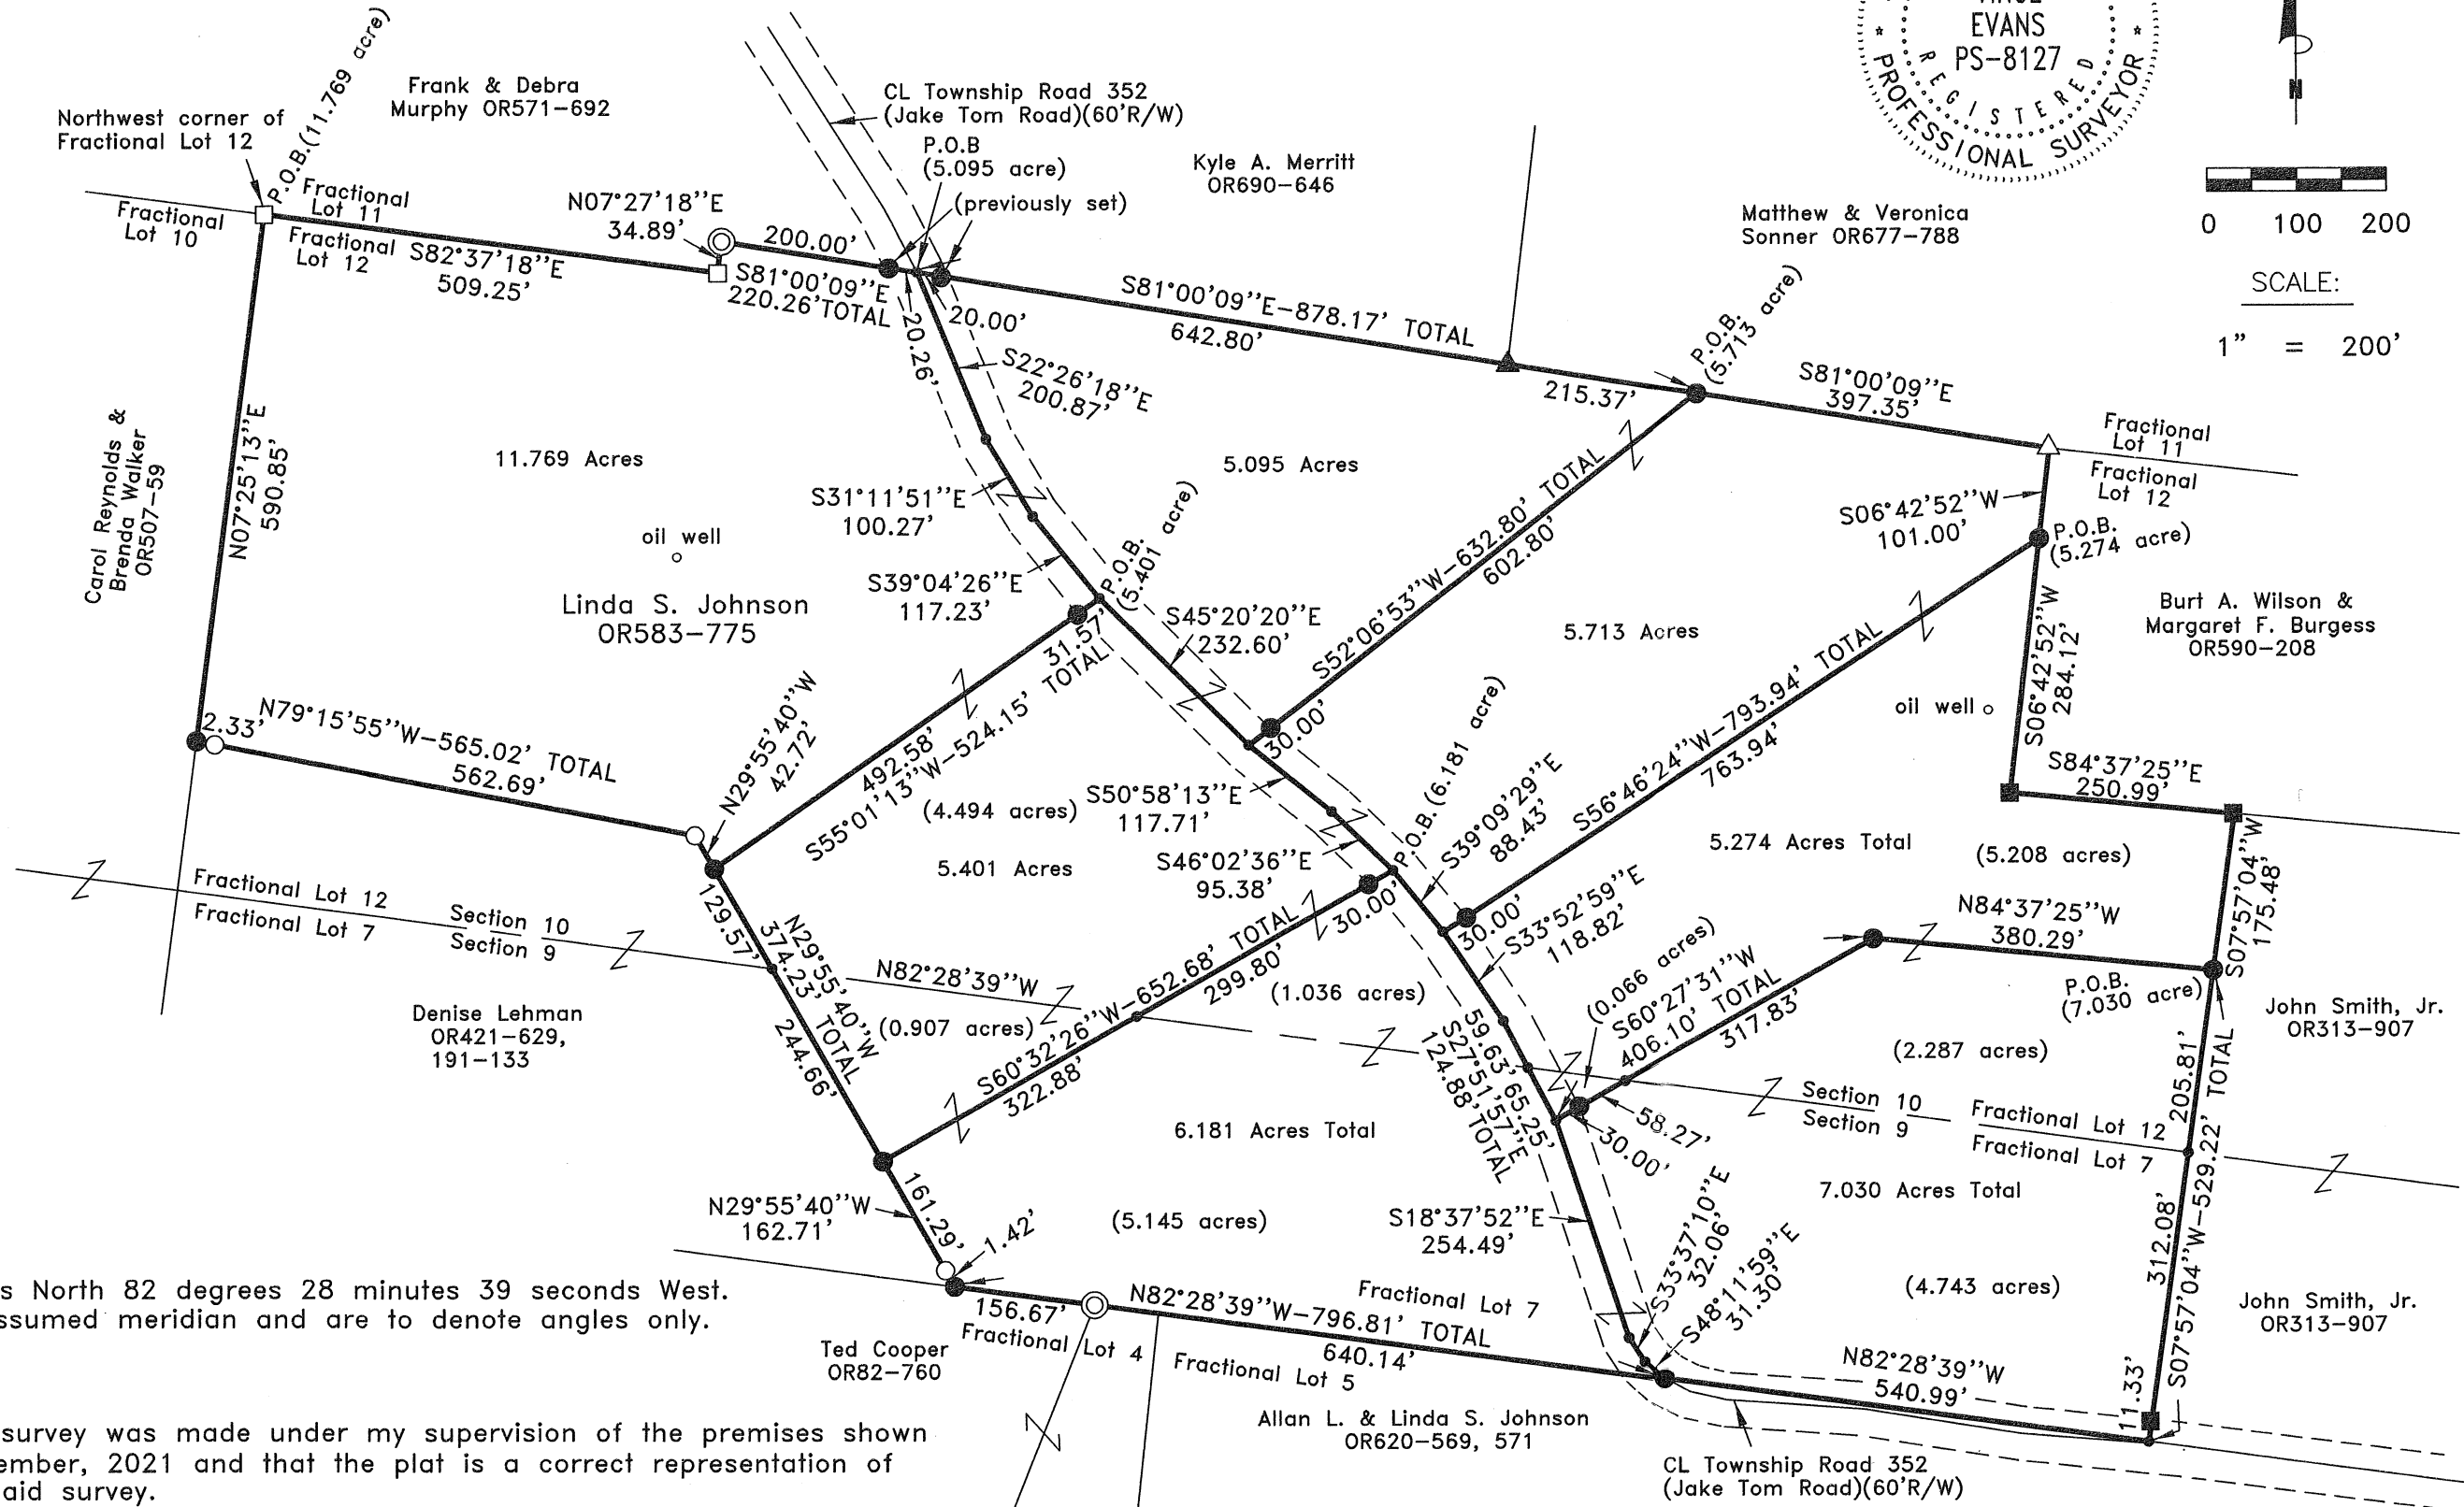 EVANS
PS-8127
REGISTERED
PROFESSIONAL SURVEYOR
N
0 100 200
SCALE:
1" = 200'
P.O.B.(11.769 acre)
Frank & Debra
Murphy OR571-692
Northwest corner of
Fractional Lot 12
CL Township Road 352
(Jake Tom Road)(60'R/W)
P.O.B
(5.095 acre)
(previously set)
Kyle A. Merritt
OR690-646
Matthew & Veronica
Sonner OR677-788
Fractional
Lot 10
Fractional
Lot 11
Fractional
Lot 12
S82°37'18''E
509.25'
N07°27'18''E
34.89'
200.00'
S81°00'09''E
220.26'TOTAL
20.26'
20.00'
S81°00'09''E-878.17' TOTAL
642.80'
215.37'
P.O.B.
(5.713 acre)
S81°00'09''E
397.35'
Fractional
Lot 11
Fractional
Lot 12
S22°26'18''E
200.87'
Carol Reynolds &
Brenda Walker
OR507-59
N07°25'13''E
590.85'
11.769 Acres
oil well
Linda S. Johnson
OR583-775
S31°11'51''E
100.27'
S39°04'26''E
117.23'
P.O.B.
(5.401 acre)
5.095 Acres
S45°20'20''E
232.60'
S52°06'53''W-632.80' TOTAL
602.80'
30.00'
S06°42'52''W
101.00'
P.O.B.
(5.274 acre)
Burt A. Wilson &
Margaret F. Burgess
OR590-208
5.713 Acres
oil well
S06°42'52''W
284.12'
S84°37'25''E
250.99'
2.33'
N79°15'55''W-565.02' TOTAL
562.69'
N29°55'40''W
42.72'
31.57'
492.58'
S55°01'13''W-524.15' TOTAL
(4.494 acres)
5.401 Acres
S50°58'13''E
117.71'
S46°02'36''E
95.38'
P.O.B.(6.181 acre)
S39°09'29''E
88.43'
S56°46'24''W-793.94' TOTAL
763.94'
30.00'
5.274 Acres Total
(5.208 acres)
S07°57'04''W
175.48'
Fractional Lot 12
Fractional Lot 7
Section 10
Section 9
129.57'
N29°55'40''W
374.23' TOTAL
244.66'
N82°28'39''W
(0.907 acres)
S60°32'26''W-652.68' TOTAL
299.80'
322.88'
30.00'
(1.036 acres)
S33°52'59''E
118.82'
(0.066 acres)
S60°27'31''W
406.10' TOTAL
317.83'
N84°37'25''W
380.29'
P.O.B.
(7.030 acre)
John Smith, Jr.
OR313-907
Denise Lehman
OR421-629,
191-133
59.63'
65.25'
S27°51'57''E
124.88'TOTAL
58.27'
30.00'
(2.287 acres)
205.81'
S07°57'04''W-529.22' TOTAL
Section 10
Section 9
Fractional Lot 12
Fractional Lot 7
6.181 Acres Total
7.030 Acres Total
N29°55'40''W
162.71'
161.29'
1.42'
(5.145 acres)
S18°37'52''E
254.49'
S33°37'10''E
32.06'
S48°11'59''E
31.30'
(4.743 acres)
312.08'
11.33'
John Smith, Jr.
OR313-907
s North 82 degrees 28 minutes 39 seconds West.
ssumed meridian and are to denote angles only.
156.67'
N82°28'39''W-796.81' TOTAL
640.14'
Fractional Lot 7
Fractional Lot 4
Fractional Lot 5
Ted Cooper
OR82-760
N82°28'39''W
540.99'
Allan L. & Linda S. Johnson
OR620-569, 571
CL Township Road 352
(Jake Tom Road)(60'R/W)
survey was made under my supervision of the premises shown
ember, 2021 and that the plat is a correct representation of
aid survey.